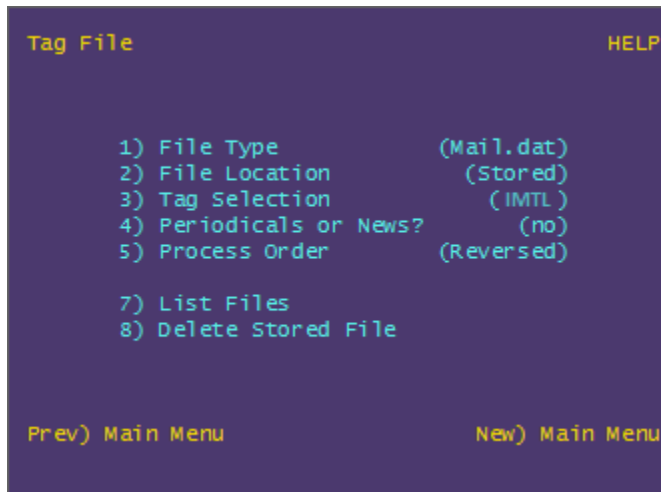 Tag File HELP
1) File Type (Mail.dat)
2) File Location (Stored)
3) Tag Selection ( IMTL )
4) Periodicals or News? (no)
5) Process Order (Reversed)
7) List Files
8) Delete Stored File
Prev) Main Menu New) Main Menu